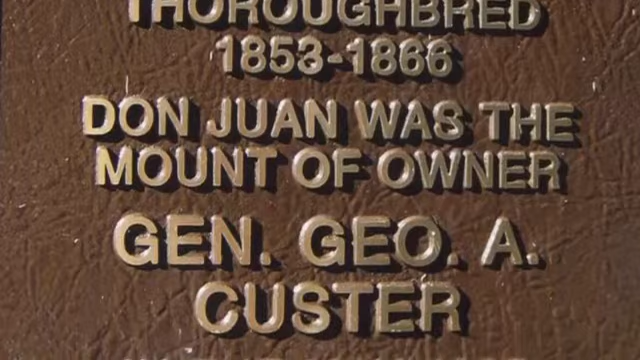 THOROUGHBRED
1853-1866
DON JUAN WAS THE
MOUNT OF OWNER
GEN. GEO. A.
CUSTER